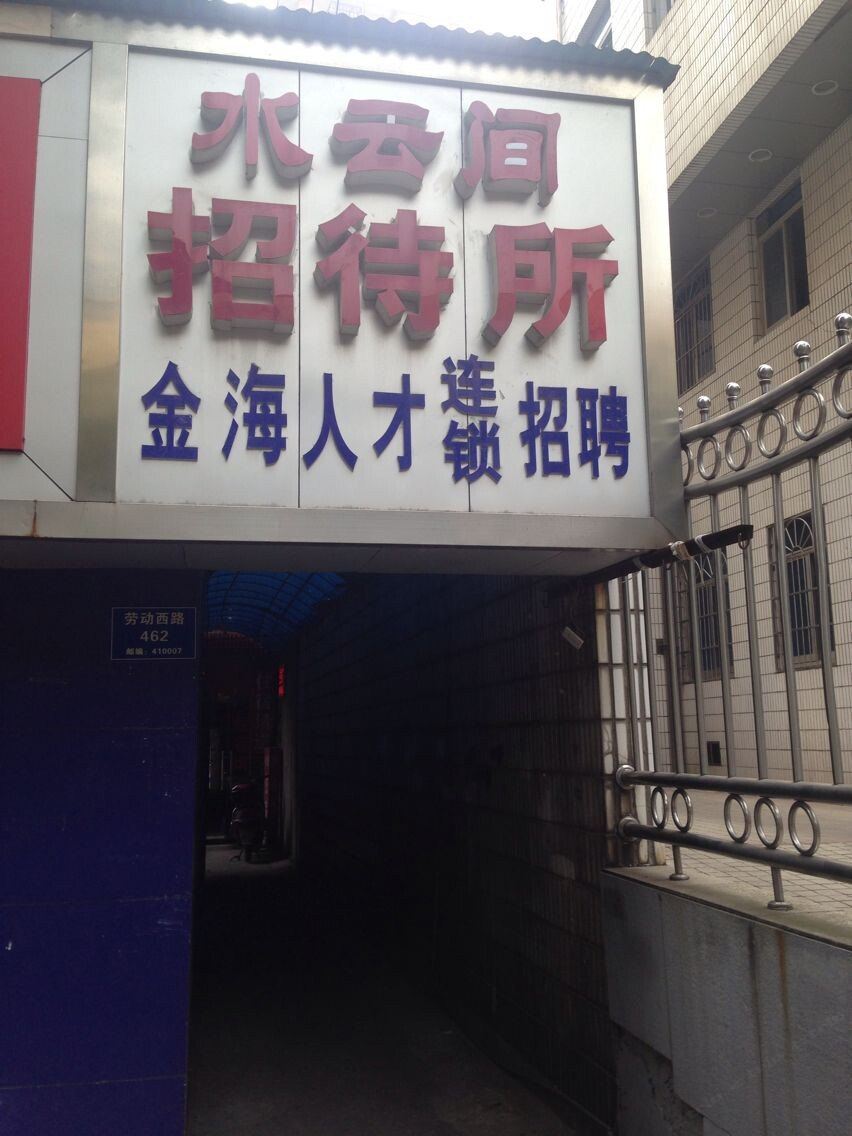 水云间
招待所
金海人才连锁招聘
劳动西路
462
邮编：410007